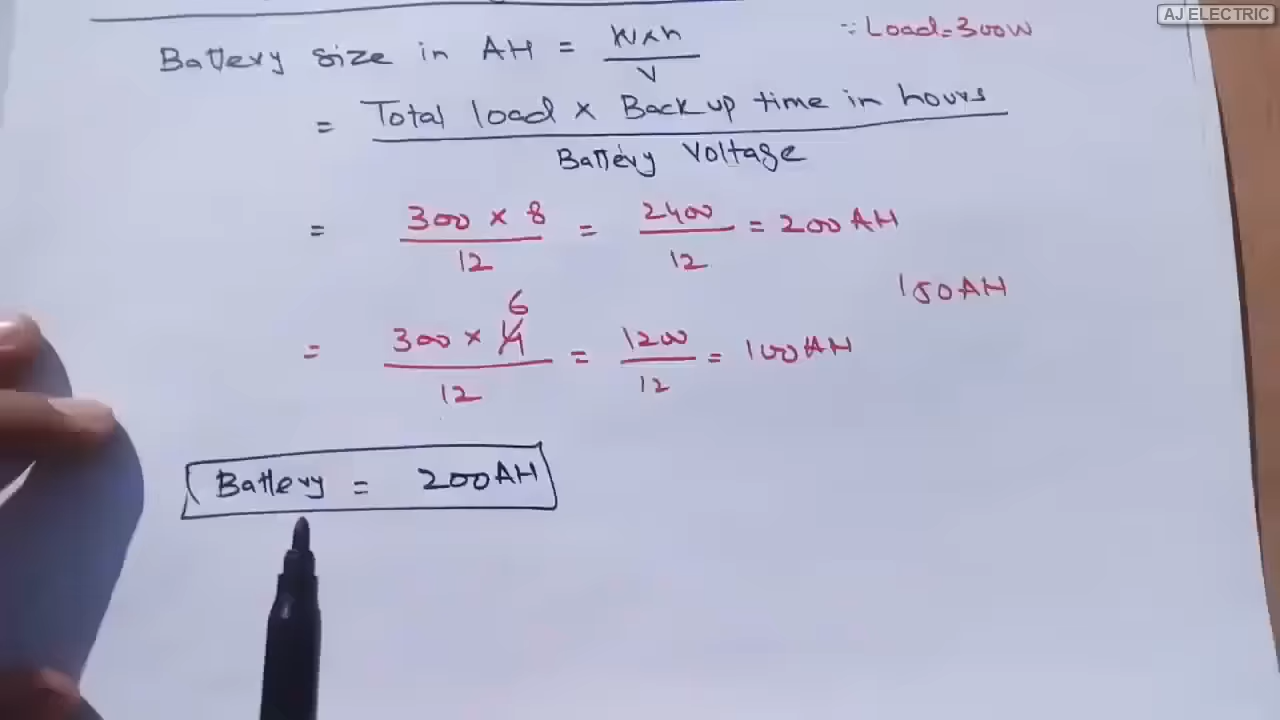 AJ ELECTRIC
∵ Load = 300W
Battery size in AH = W×h / V
= Total load × Back up time in hours / Battery Voltage
= 300 × 8 / 12 = 2400 / 12 = 200 AH
150 AH
6
= 300 × 4 / 12 = 1200 / 12 = 100 AH
Battery = 200 AH